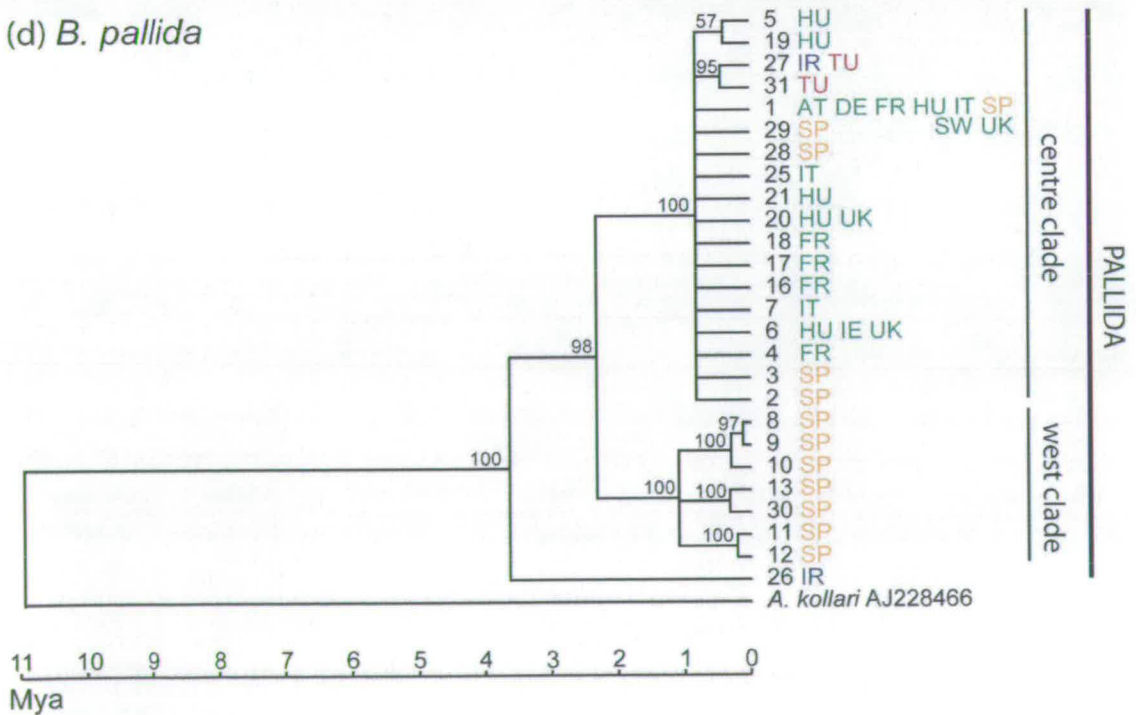 (d) B. pallida
57 5 HU
19 HU
95 27 IR TU
31 TU
1 AT DE FR HU IT SP
29 SP SW UK
28 SP
25 IT
21 HU
100 20 HU UK
18 FR
17 FR
16 FR
7 IT
6 HU IE UK
98 4 FR
3 SP
2 SP
97 8 SP
100 9 SP
10 SP
100 100 100 13 SP
30 SP
100 11 SP
12 SP
26 IR
A. kollari AJ228466
centre clade
west clade
PALLIDA
11 10 9 8 7 6 5 4 3 2 1 0
Mya